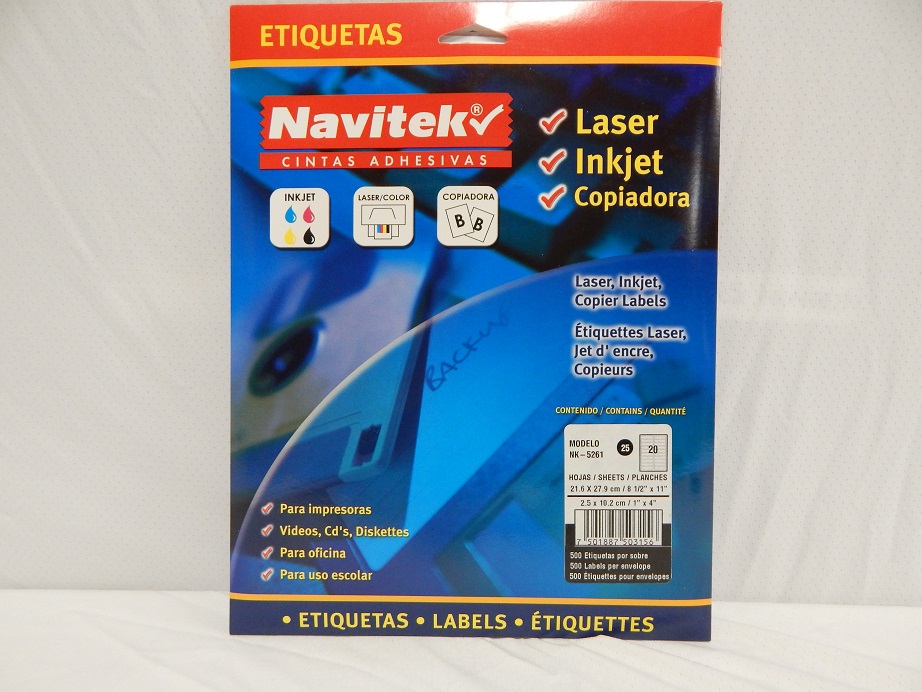 ETIQUETAS
Navitek®
CINTAS ADHESIVAS
Laser
Inkjet
Copiadora
INKJET
LASER/COLOR
COPIADORA
B B
Laser, Inkjet,
Copier Labels
Étiquettes Laser,
Jet d' encre,
Copieurs
BACKUP
CONTENIDO / CONTAINS / QUANTITÉ
MODELO
NK-5261
25
20
HOJAS / SHEETS / PLANCHES
21.6 X 27.9 cm / 8 1/2" x 11"
2.5 x 10.2 cm / 1" x 4"
7 501887 503156
500 Etiquetas por sobre
500 Labels per envelope
500 Étiquettes pour envelopes
Para impresoras
Videos, Cd's, Diskettes
Para oficina
Para uso escolar
• ETIQUETAS • LABELS • ÉTIQUETTES